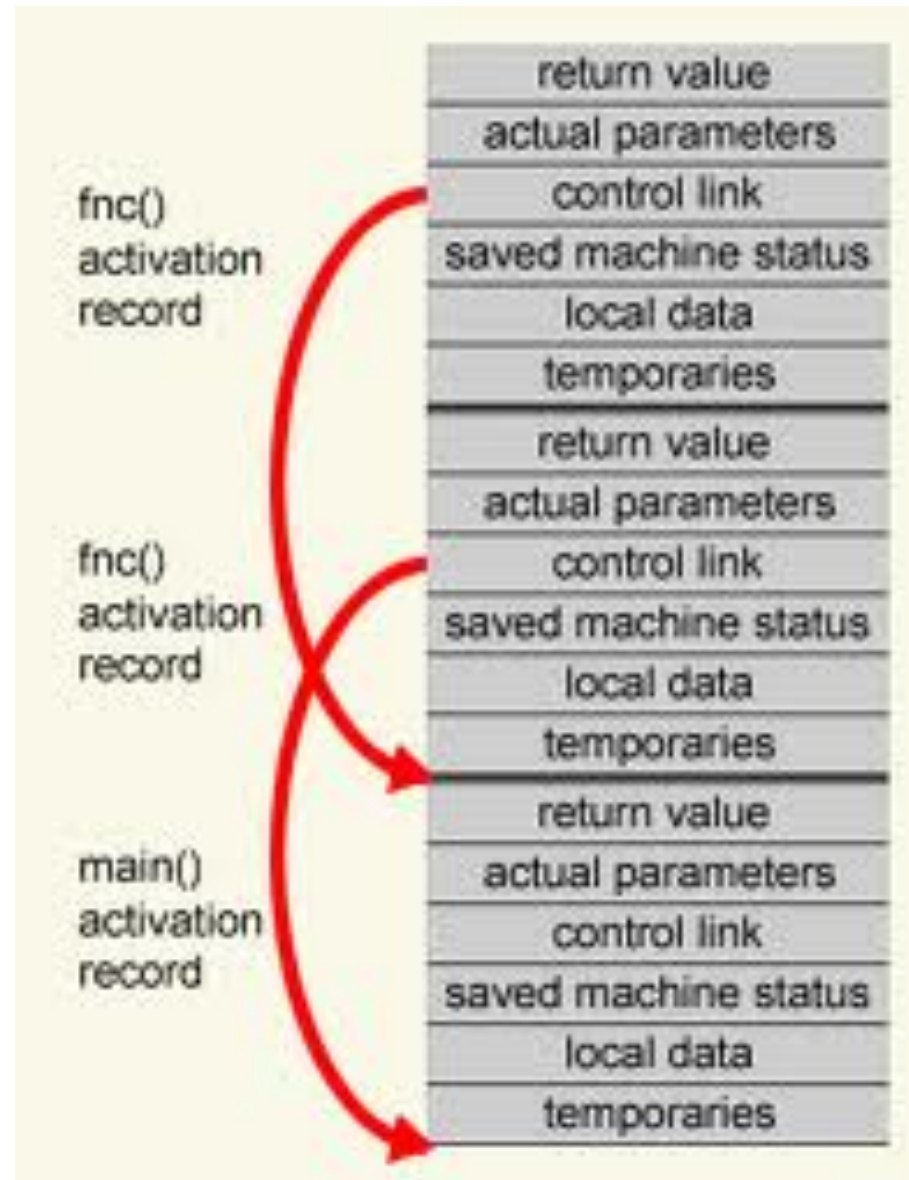 return value
actual parameters
control link
saved machine status
local data
temporaries
fnc()
activation
record
return value
actual parameters
control link
saved machine status
local data
temporaries
fnc()
activation
record
return value
actual parameters
control link
saved machine status
local data
temporaries
main()
activation
record